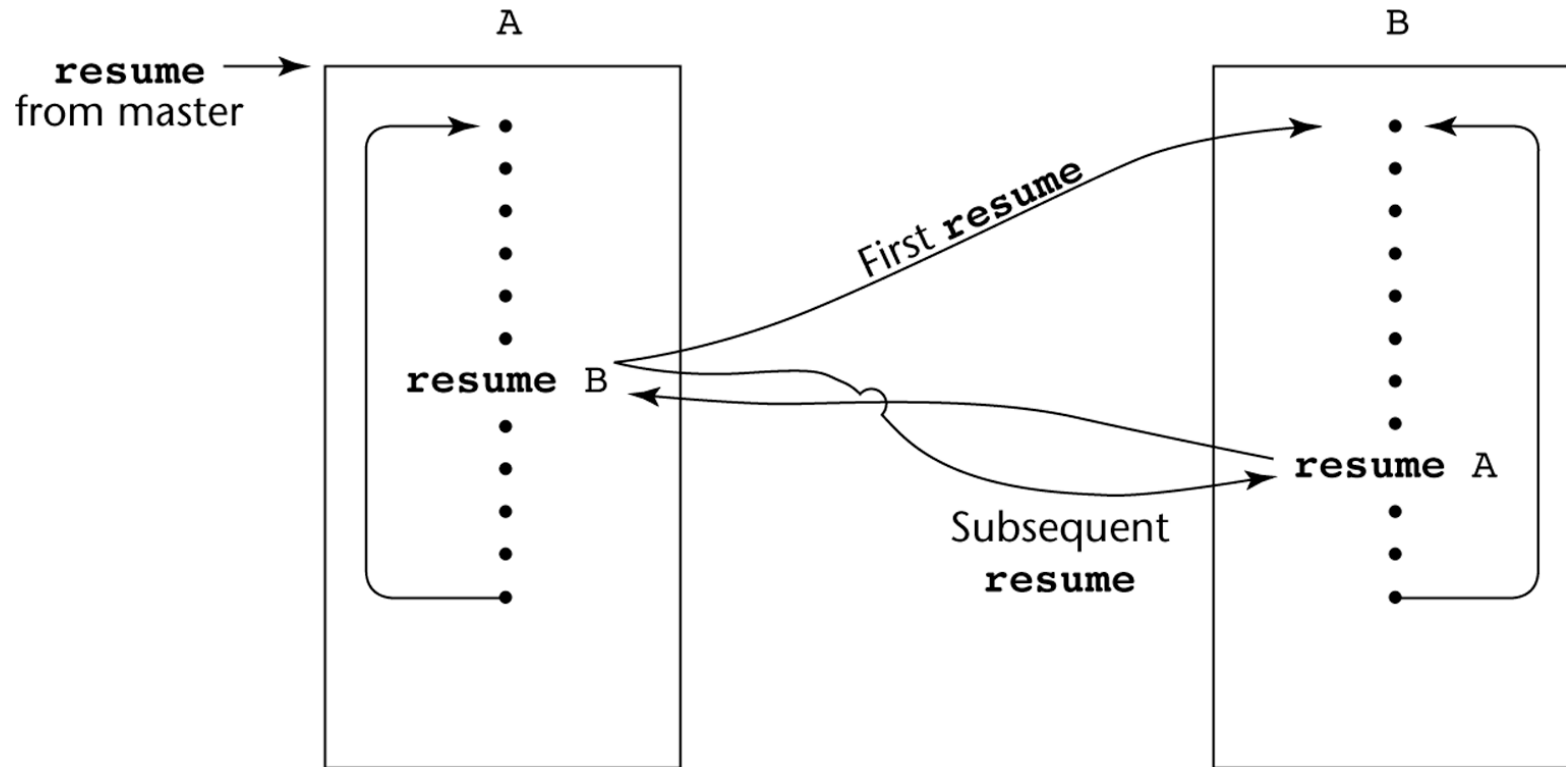 A
B
resume
from master
First resume
resume B
resume A
Subsequent
resume